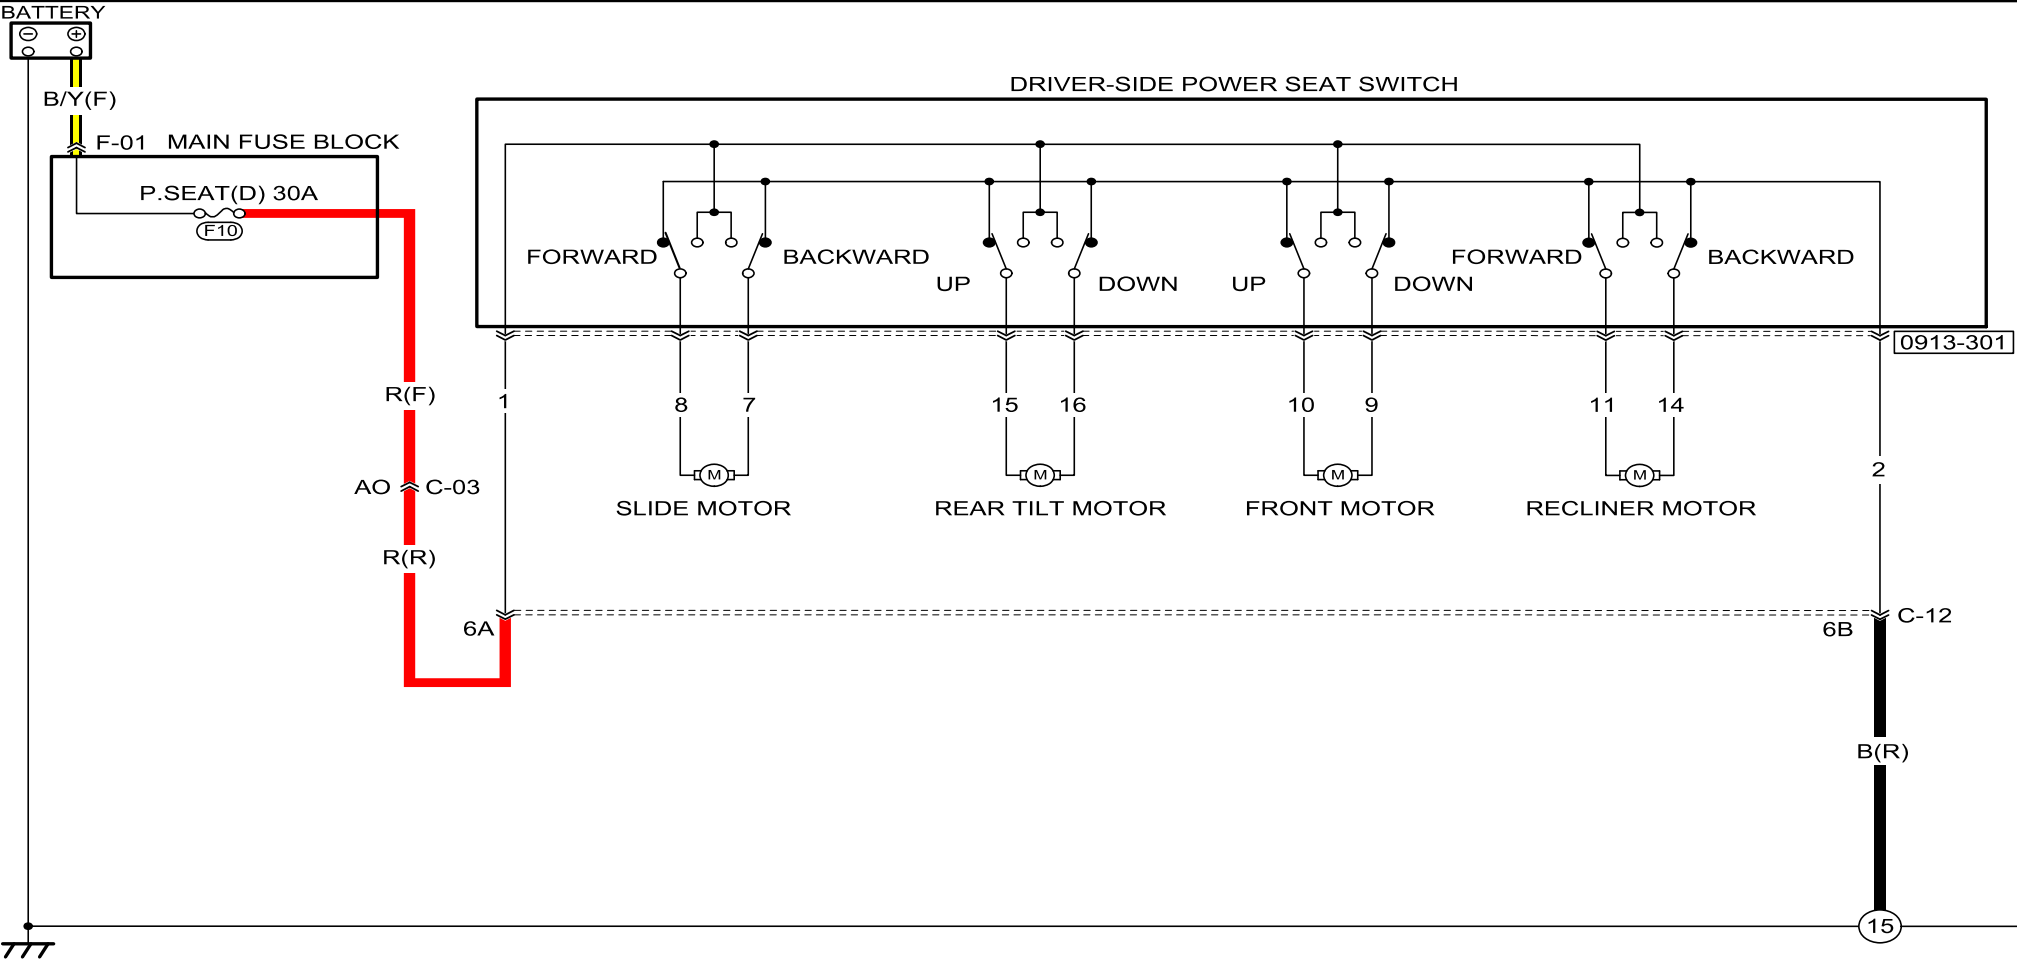 BATTERY
− +
B/Y(F)
F-01 MAIN FUSE BLOCK
P.SEAT(D) 30A
F10
DRIVER-SIDE POWER SEAT SWITCH
FORWARD BACKWARD FORWARD BACKWARD
UP DOWN UP DOWN
0913-301
R(F)
1 8 7 15 16 10 9 11 14
2
M M M M
AO C-03
SLIDE MOTOR REAR TILT MOTOR FRONT MOTOR RECLINER MOTOR
R(R)
6A 6B C-12
B(R)
15